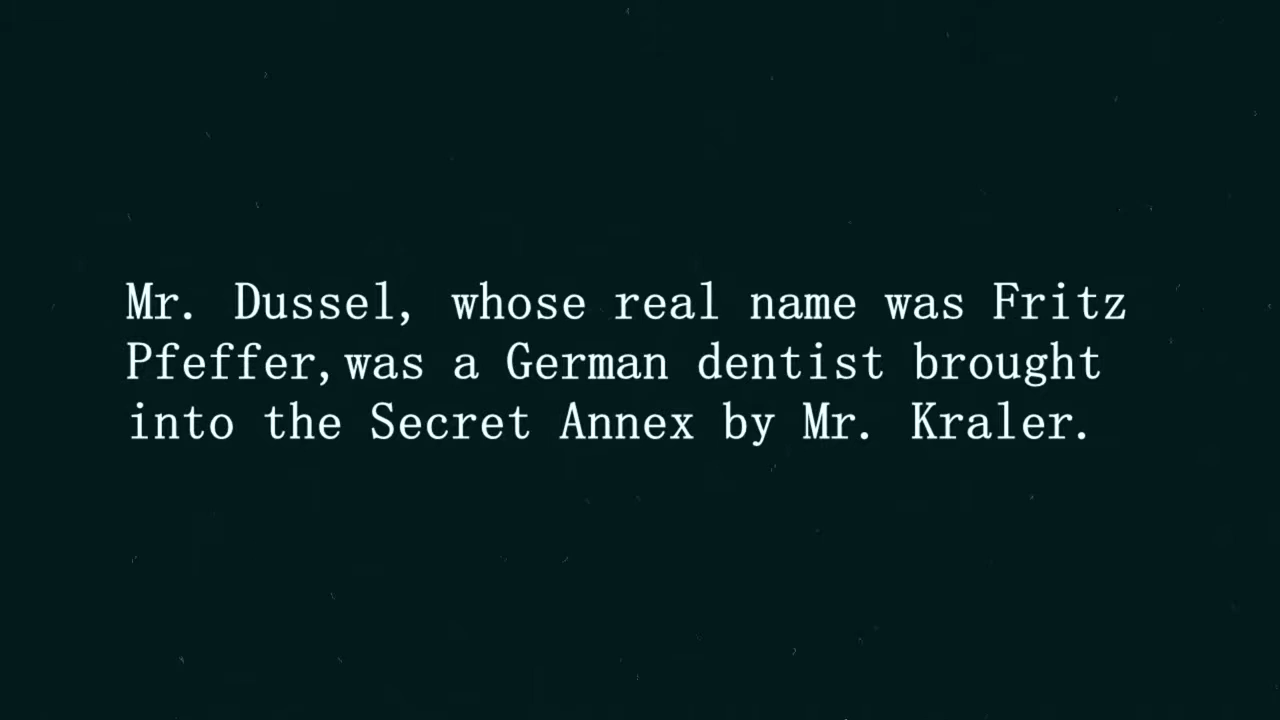 Mr. Dussel, whose real name was Fritz
Pfeffer,was a German dentist brought
into the Secret Annex by Mr. Kraler.